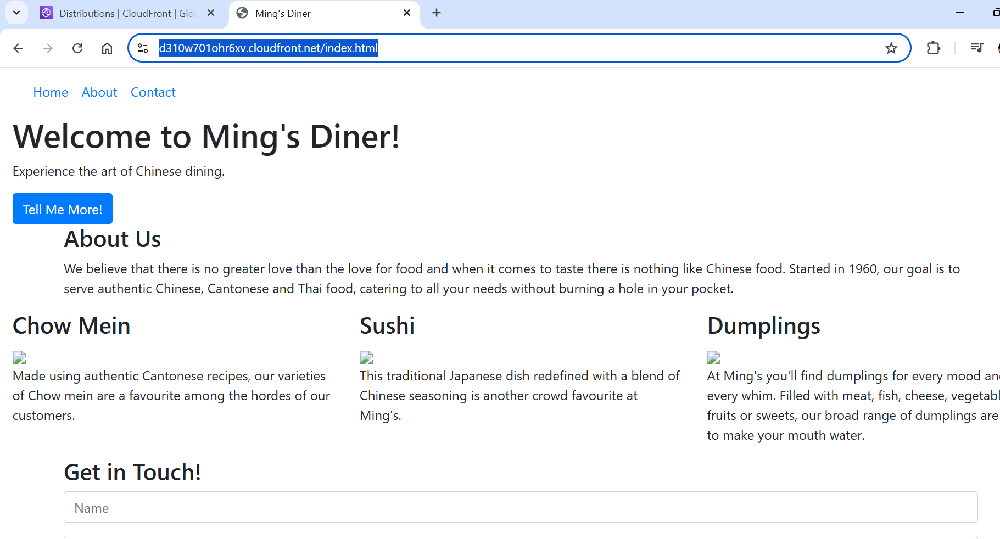 Distributions | CloudFront | Glo
Ming's Diner
d310w701ohr6xv.cloudfront.net/index.html
Home About Contact
Welcome to Ming's Diner!
Experience the art of Chinese dining.
Tell Me More!
About Us
We believe that there is no greater love than the love for food and when it comes to taste there is nothing like Chinese food. Started in 1960, our goal is to
serve authentic Chinese, Cantonese and Thai food, catering to all your needs without burning a hole in your pocket.
Chow Mein
Made using authentic Cantonese recipes, our varieties
of Chow mein are a favourite among the hordes of our
customers.
Sushi
This traditional Japanese dish redefined with a blend of
Chinese seasoning is another crowd favourite at
Ming's.
Dumplings
At Ming's you'll find dumplings for every mood an
every whim. Filled with meat, fish, cheese, vegetabl
fruits or sweets, our broad range of dumplings are
to make your mouth water.
Get in Touch!
Name